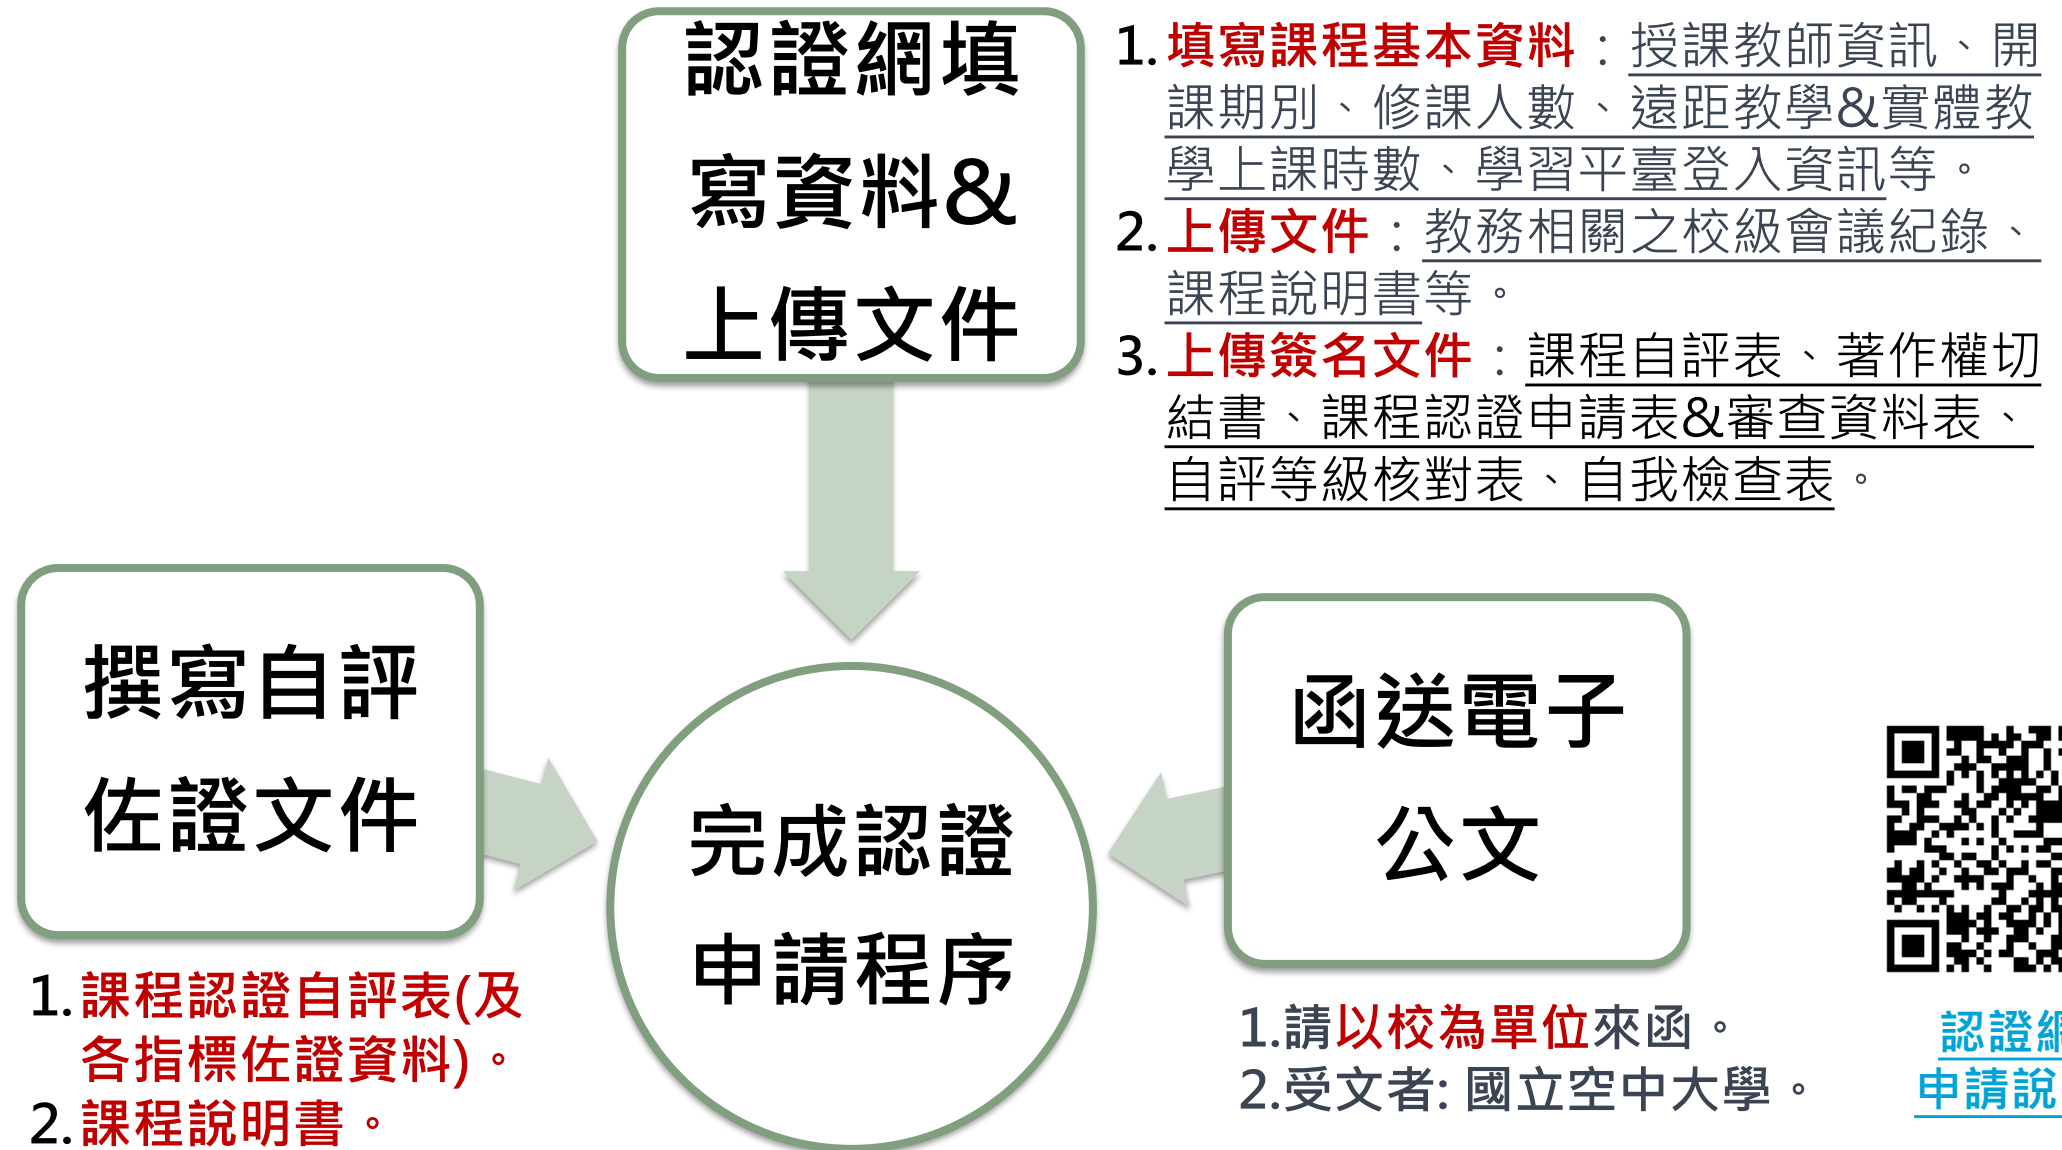 認證網填
寫資料&
上傳文件
1.填寫課程基本資料：授課教師資訊、開
課期別、修課人數、遠距教學&實體教
學上課時數、學習平臺登入資訊等。
2.上傳文件：教務相關之校級會議紀錄、
課程說明書等。
3.上傳簽名文件：課程自評表、著作權切
結書、課程認證申請表&審查資料表、
自評等級核對表、自我檢查表。
撰寫自評
佐證文件
1.課程認證自評表(及
各指標佐證資料)。
2.課程說明書。
完成認證
申請程序
函送電子
公文
1.請以校為單位來函。
2.受文者: 國立空中大學。
認證網
申請說